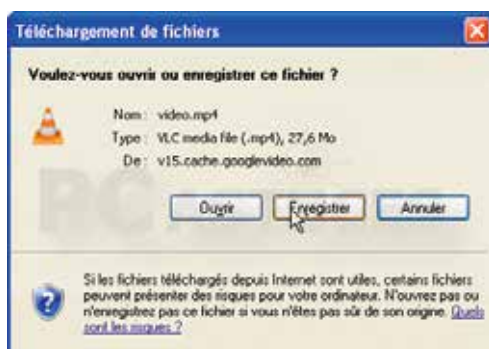 Téléchargement de fichiers
Voulez-vous ouvrir ou enregistrer ce fichier ?
Nom : video.mp4
Type : VLC media file (.mp4), 27,6 Mo
De : v15.cache.googlevideo.com
Ouvrir Enregistrer Annuler
Si les fichiers téléchargés depuis Internet sont utiles, certains fichiers
peuvent présenter des risques pour votre ordinateur. N'ouvrez pas ou
n'enregistrez pas ce fichier si vous n'êtes pas sûr de son origine. Quels
sont les risques ?